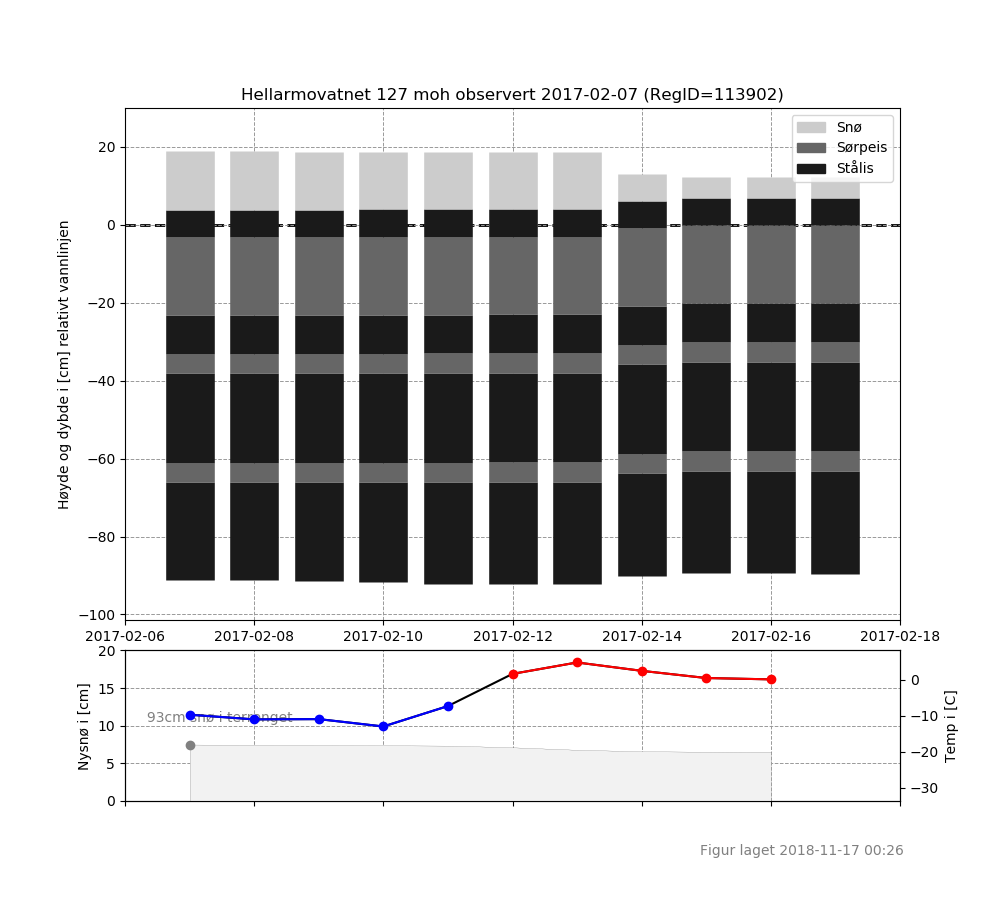 Hellarmovatnet 127 moh observert 2017-02-07 (RegID=113902)
Snø
Sørpeis
Stålis
20
0
−20
−40
−60
−80
−100
Høyde og dybde i [cm] relativt vannlinjen
2017-02-06 2017-02-08 2017-02-10 2017-02-12 2017-02-14 2017-02-16 2017-02-18
20
15
10
5
0
Nysnø i [cm]
93cm snø i terrenget
0
−10
−20
−30
Temp i [C]
Figur laget 2018-11-17 00:26